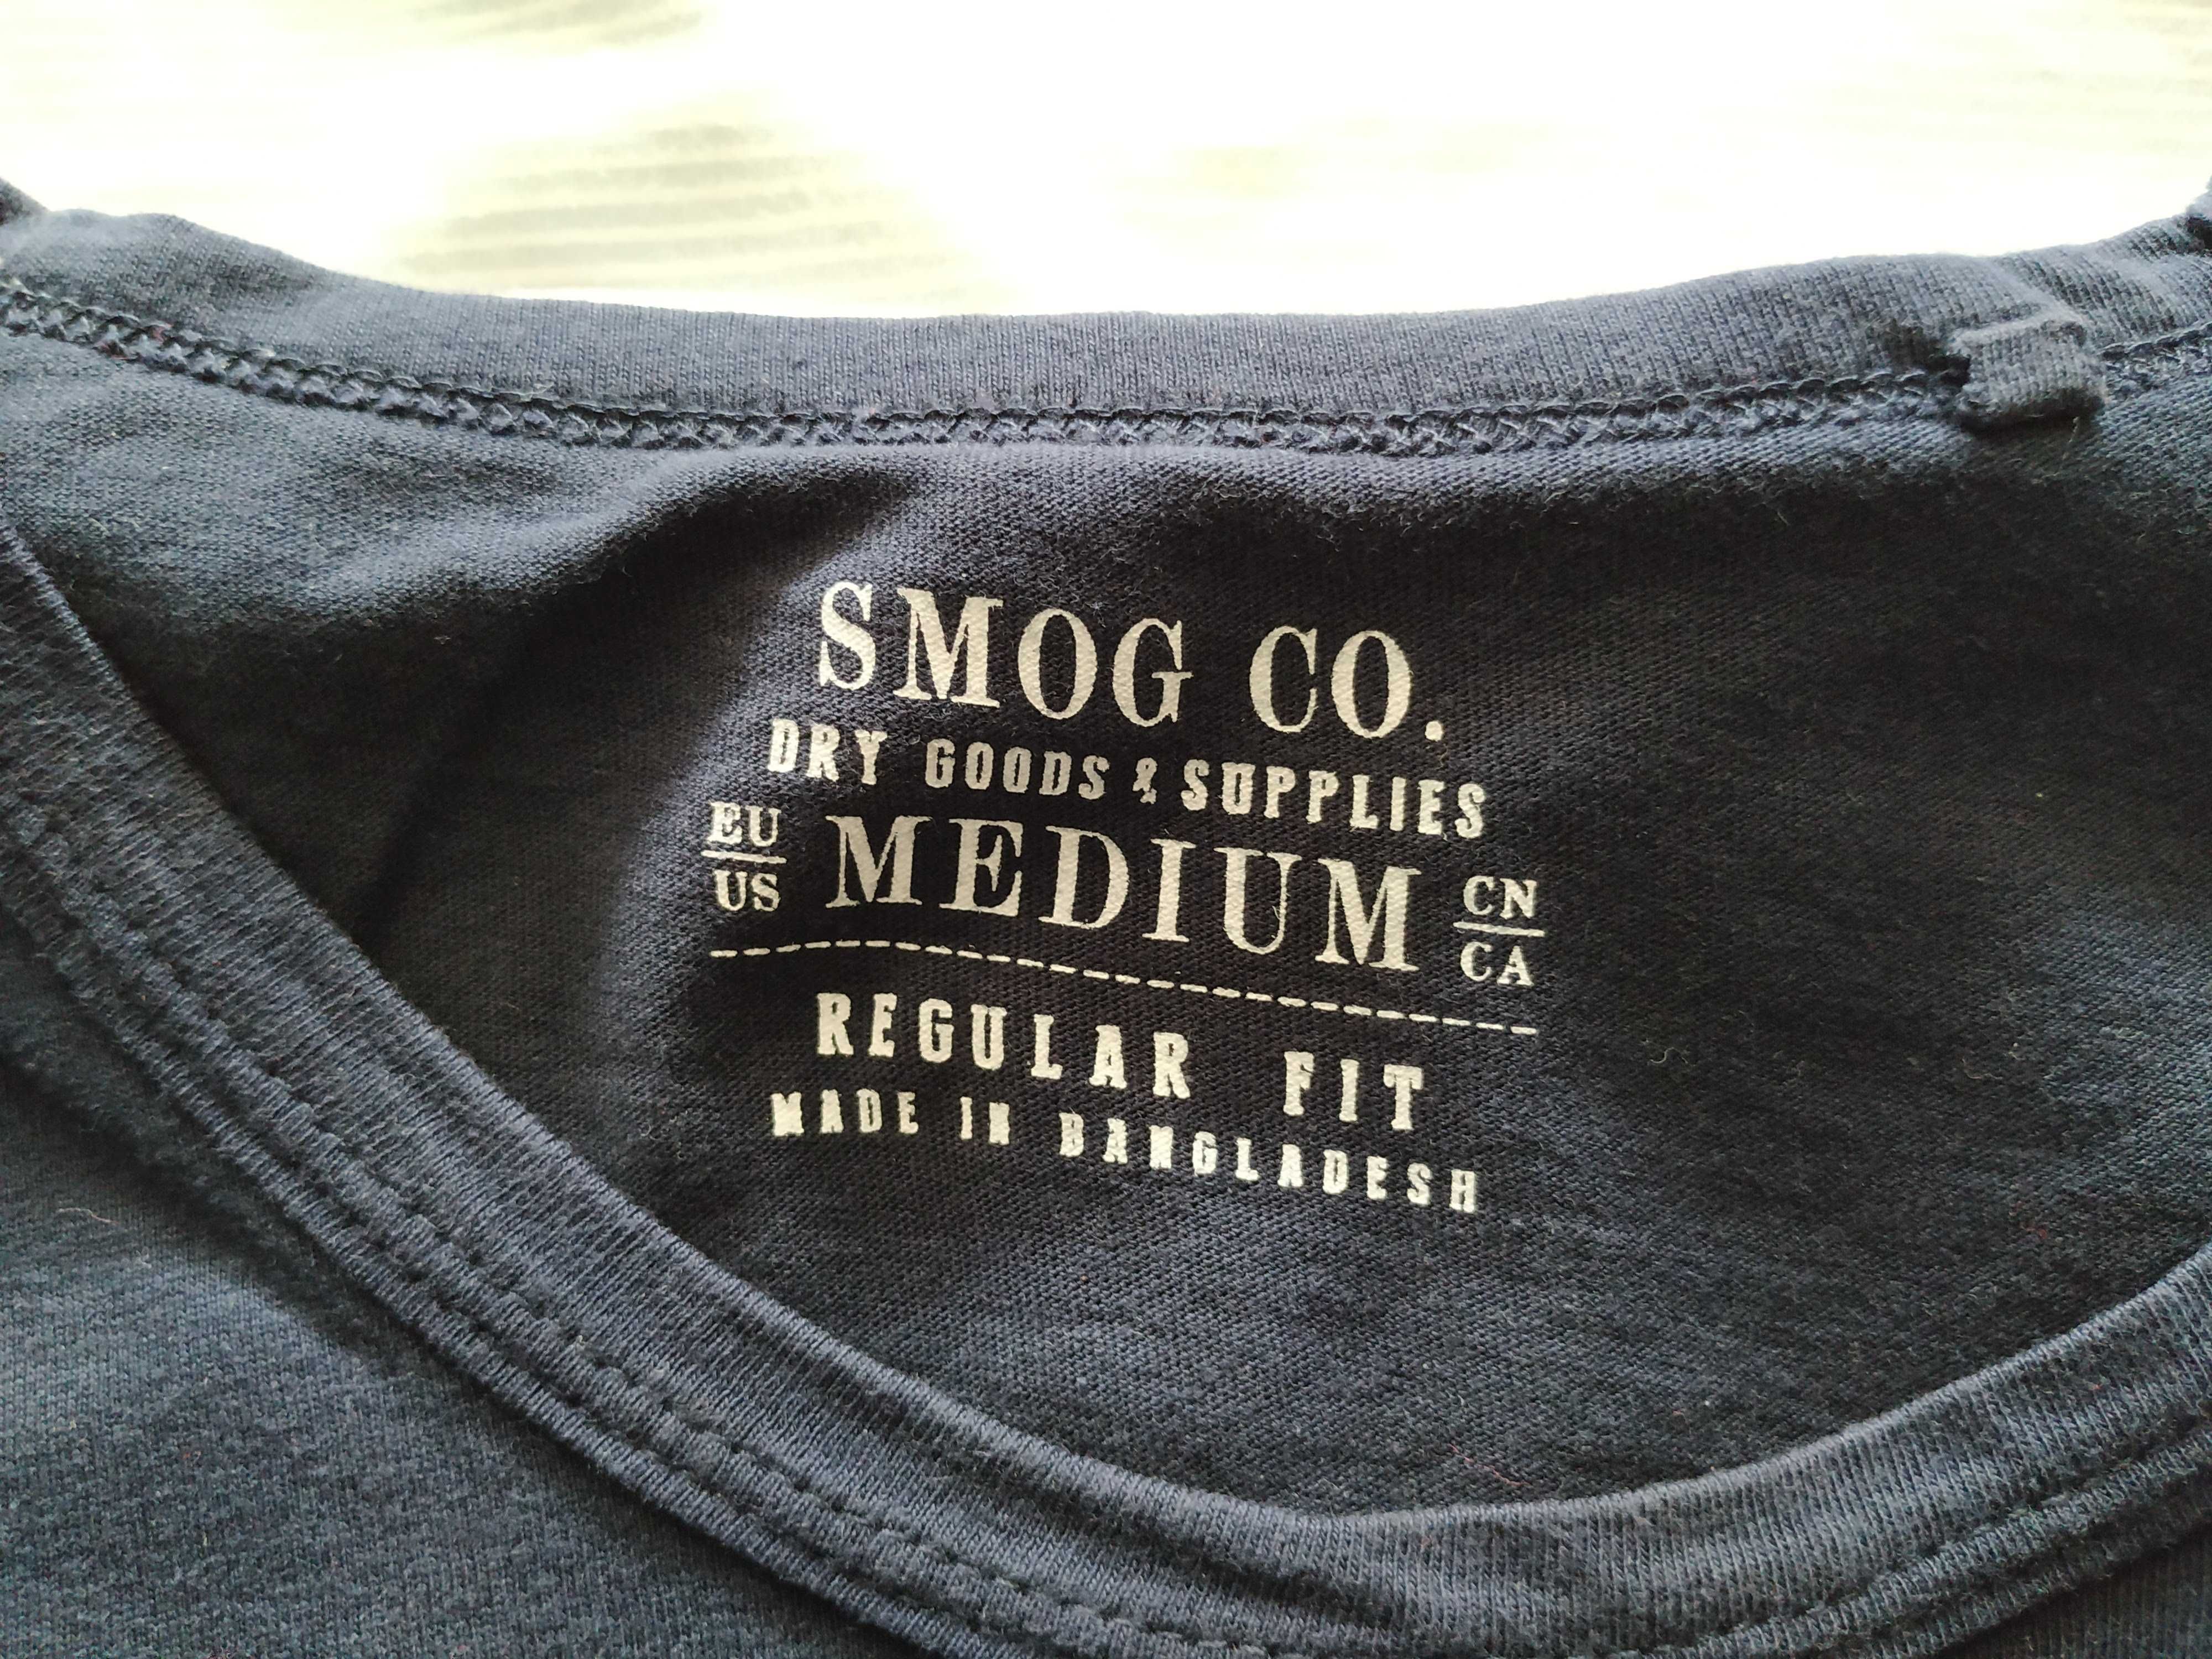 SMOG CO.
DRY GOODS & SUPPLIES
EU US MEDIUM CN CA
REGULAR FIT
MADE IN BANGLADESH